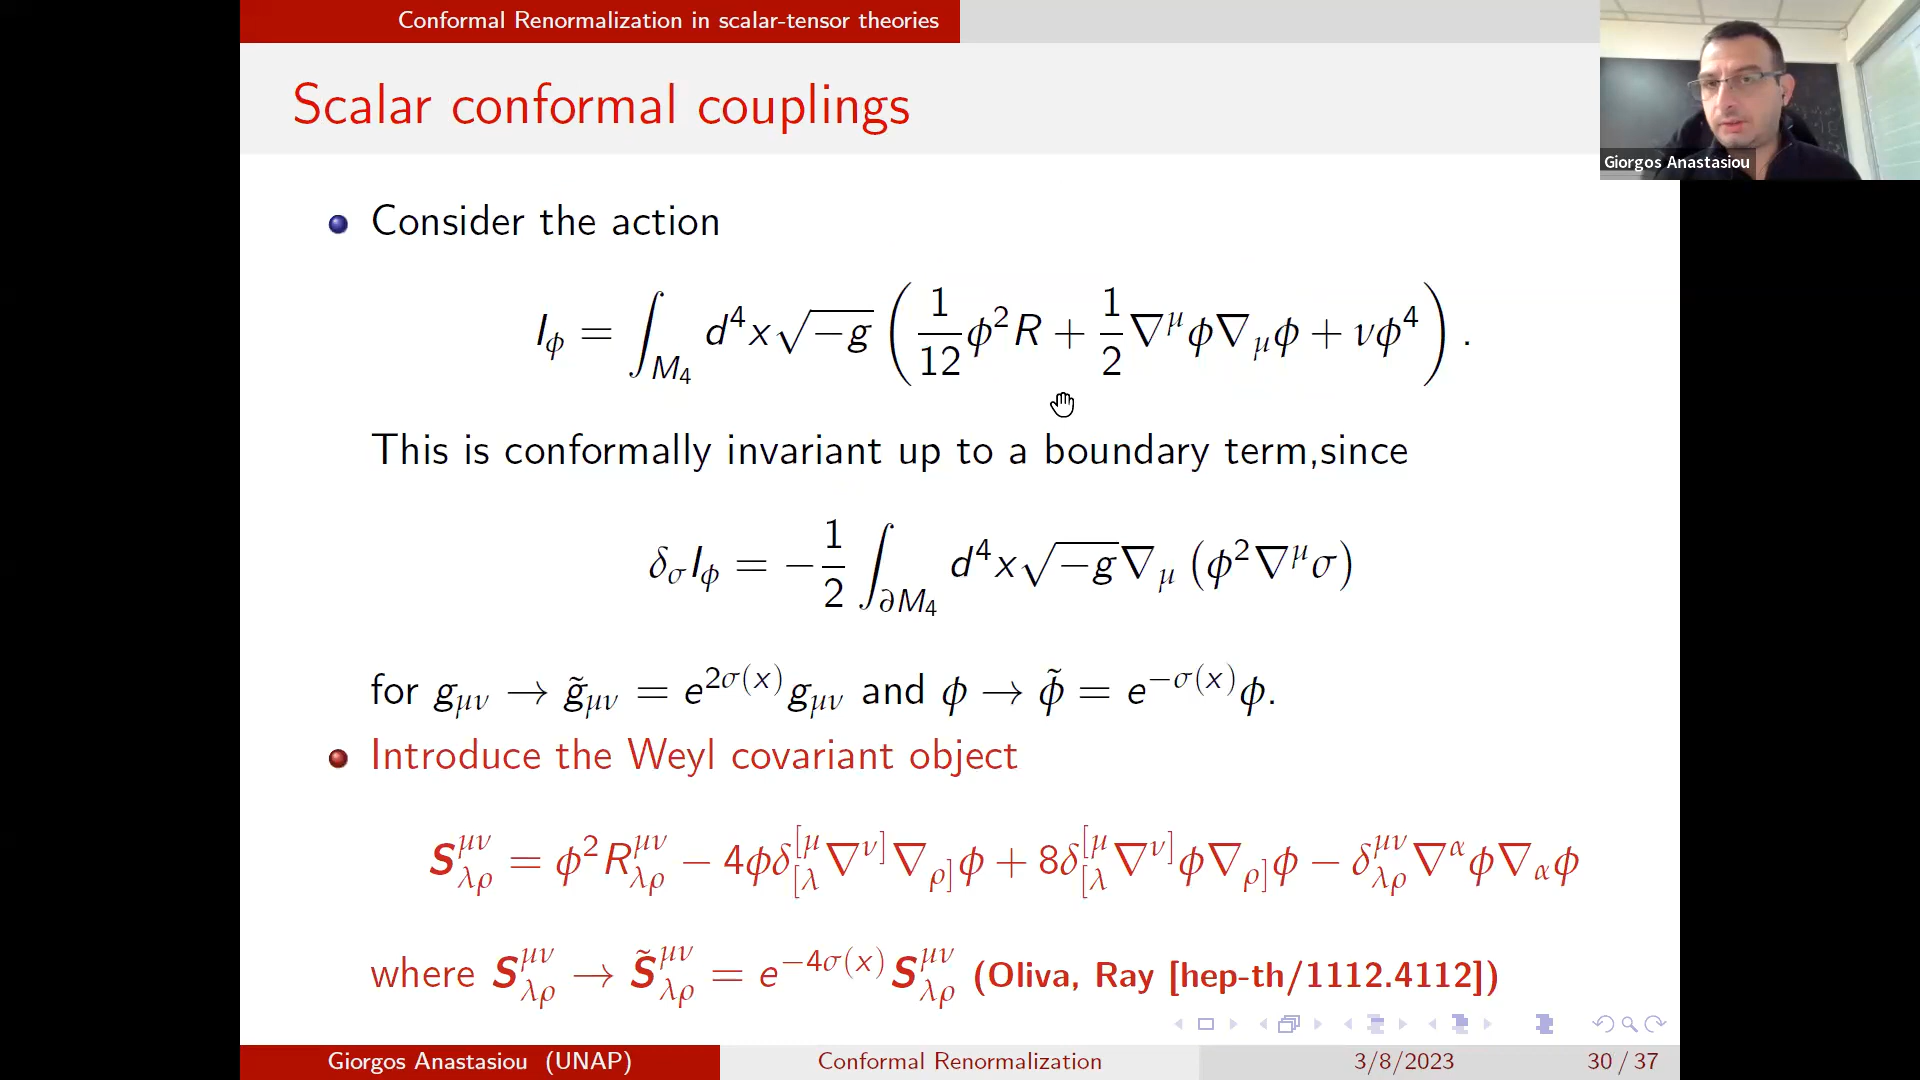 Conformal Renormalization in scalar-tensor theories
Scalar conformal couplings
Giorgos Anastasiou
Consider the action
I_ϕ = ∫_{M_4} d^4x √−g ( 1/12 ϕ^2 R + 1/2 ∇^μ ϕ ∇_μ ϕ + νϕ^4 ) .
This is conformally invariant up to a boundary term,since
δ_σ I_ϕ = − 1/2 ∫_{∂M_4} d^4x √−g ∇_μ (ϕ^2 ∇^μ σ)
for g_{μν} → g̃_{μν} = e^{2σ(x)} g_{μν} and ϕ → ϕ̃ = e^{−σ(x)} ϕ.
Introduce the Weyl covariant object
S^{μν}_{λρ} = ϕ^2 R^{μν}_{λρ} − 4ϕδ^{[μ}_{[λ} ∇^{ν]} ∇_{ρ]} ϕ + 8δ^{[μ}_{[λ} ∇^{ν]} ϕ ∇_{ρ]} ϕ − δ^{μν}_{λρ} ∇^α ϕ ∇_α ϕ
where S^{μν}_{λρ} → S̃^{μν}_{λρ} = e^{−4σ(x)} S^{μν}_{λρ} (Oliva, Ray [hep-th/1112.4112])
Giorgos Anastasiou (UNAP) Conformal Renormalization 3/8/2023 30 / 37